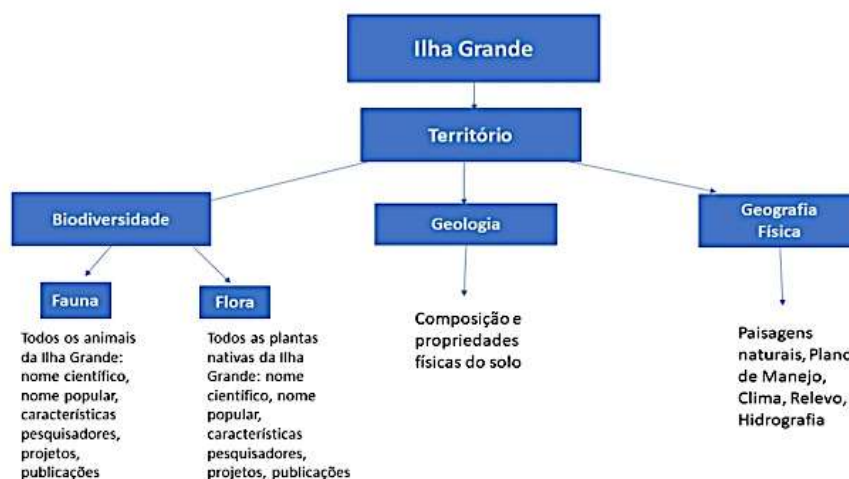 Ilha Grande
Território
Biodiversidade
Geologia
Geografia
Física
Fauna
Flora
Todos os animais
da Ilha Grande:
nome científico,
nome popular,
características
pesquisadores,
projetos,
publicações
Todos as plantas
nativas da Ilha
Grande: nome
científico, nome
popular,
características
pesquisadores,
projetos, publicações
Composição e
propriedades
físicas do solo
Paisagens
naturais, Plano
de Manejo,
Clima, Relevo,
Hidrografia